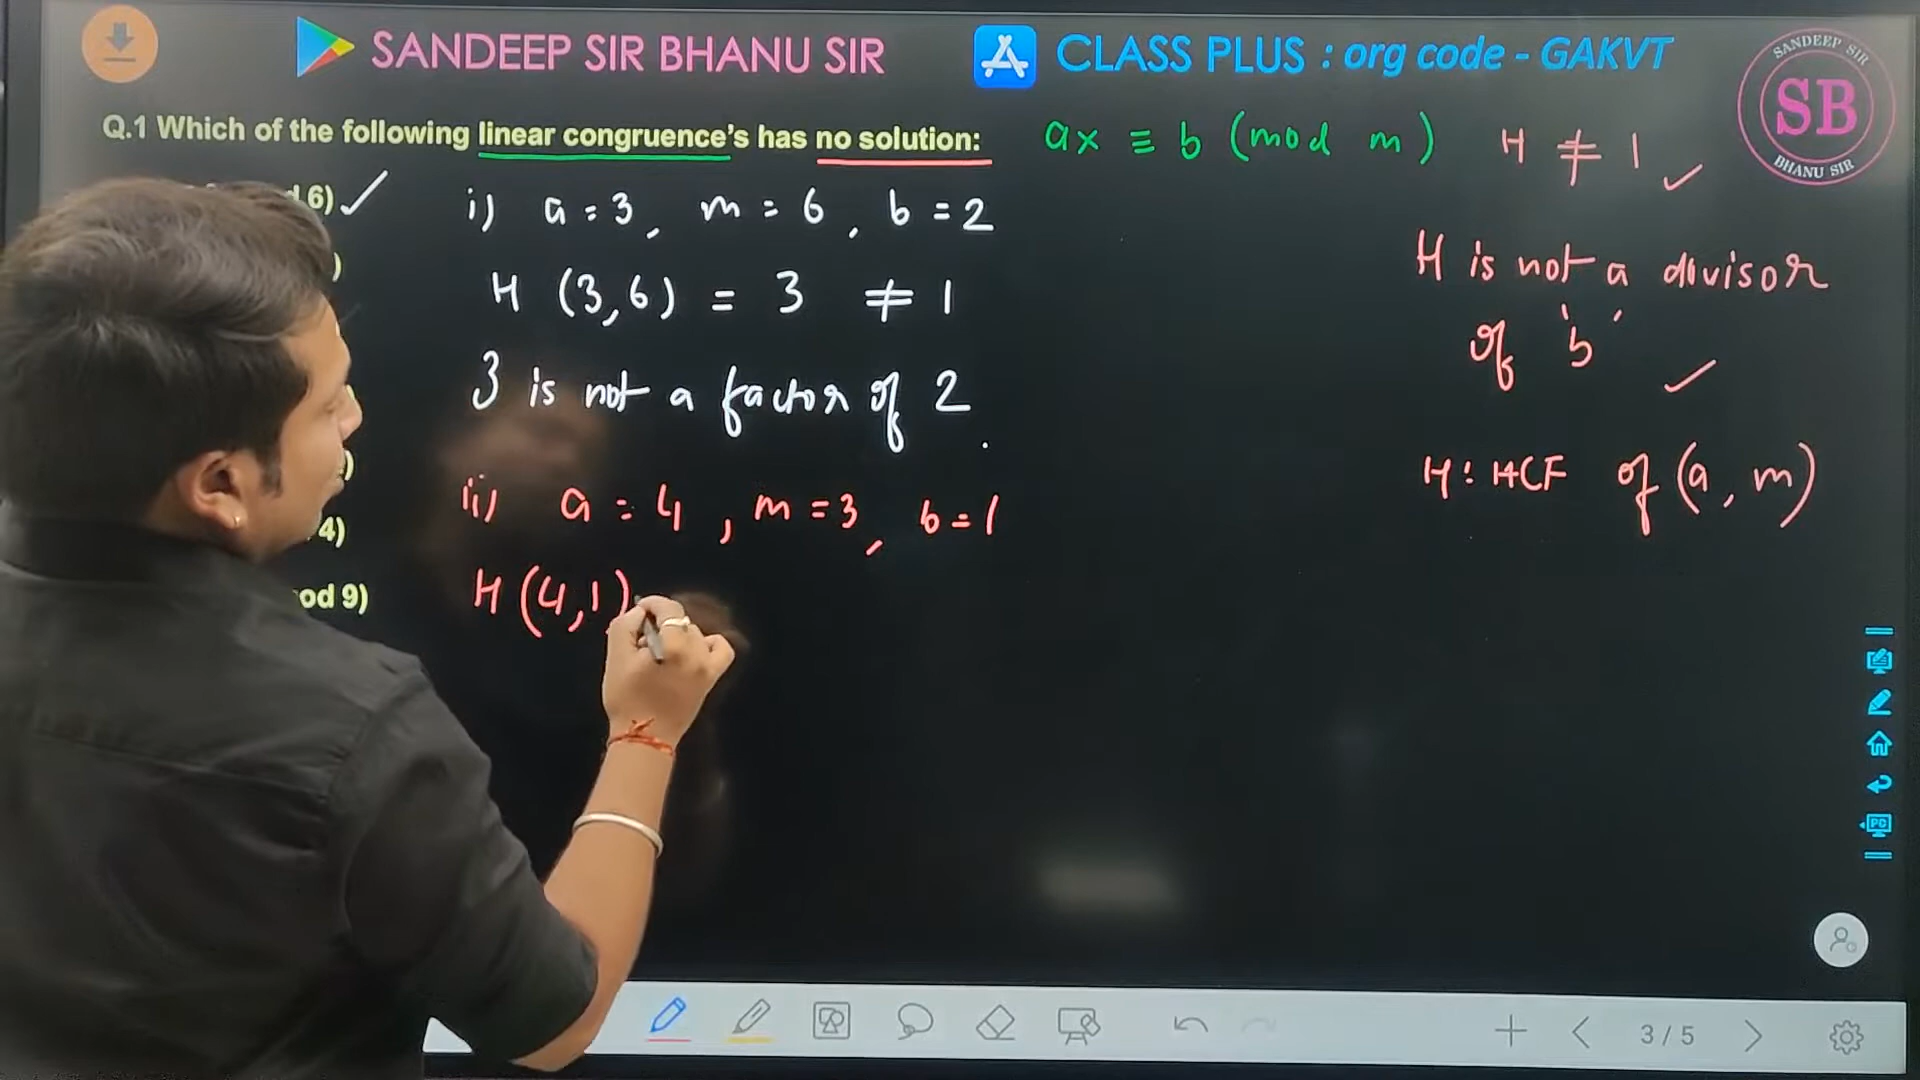 SANDEEP SIR BHANU SIR
CLASS PLUS : org code - GAKVT
SANDEEP SIR
SB
BHANU SIR
Q.1 Which of the following linear congruence's has no solution:
ax ≡ b (mod m)
H ≠ 1 ✓
6) ✓
i) a = 3, m = 6, b = 2
)
H (3,6) = 3 ≠ 1
3 is not a factor of 2.
)
ii) a = 4, m = 3, b = 1
4)
H (4,1)
od 9)
H is not a divisor
of 'b' ✓
H : HCF of (a, m)
PC
3 / 5